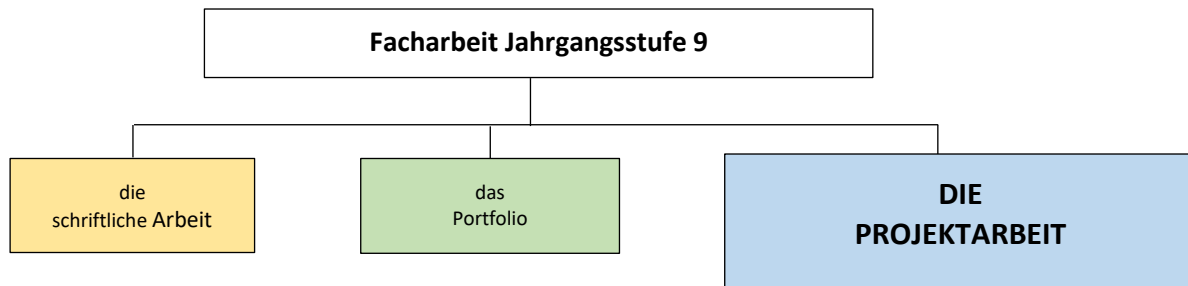 Facharbeit Jahrgangsstufe 9
die
schriftliche Arbeit
das
Portfolio
DIE
PROJEKTARBEIT